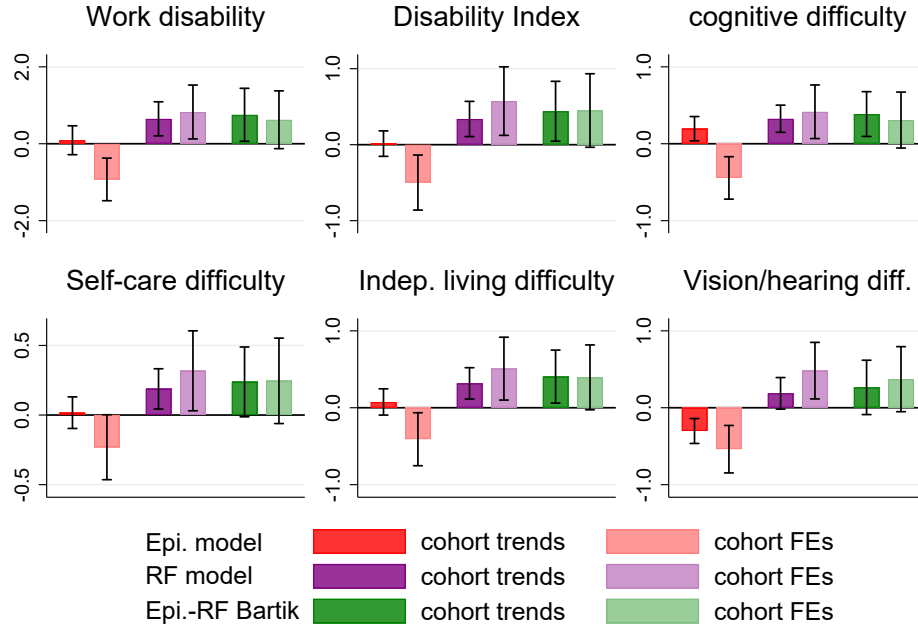 Work disability
Disability Index
cognitive difficulty
2.0
0.0
-2.0
1.0
0.0
-1.0
1.0
0.0
-1.0
Self-care difficulty
Indep. living difficulty
Vision/hearing diff.
0.5
0.0
-0.5
1.0
0.0
-1.0
1.0
0.0
-1.0
Epi. model cohort trends cohort FEs
RF model cohort trends cohort FEs
Epi.-RF Bartik cohort trends cohort FEs